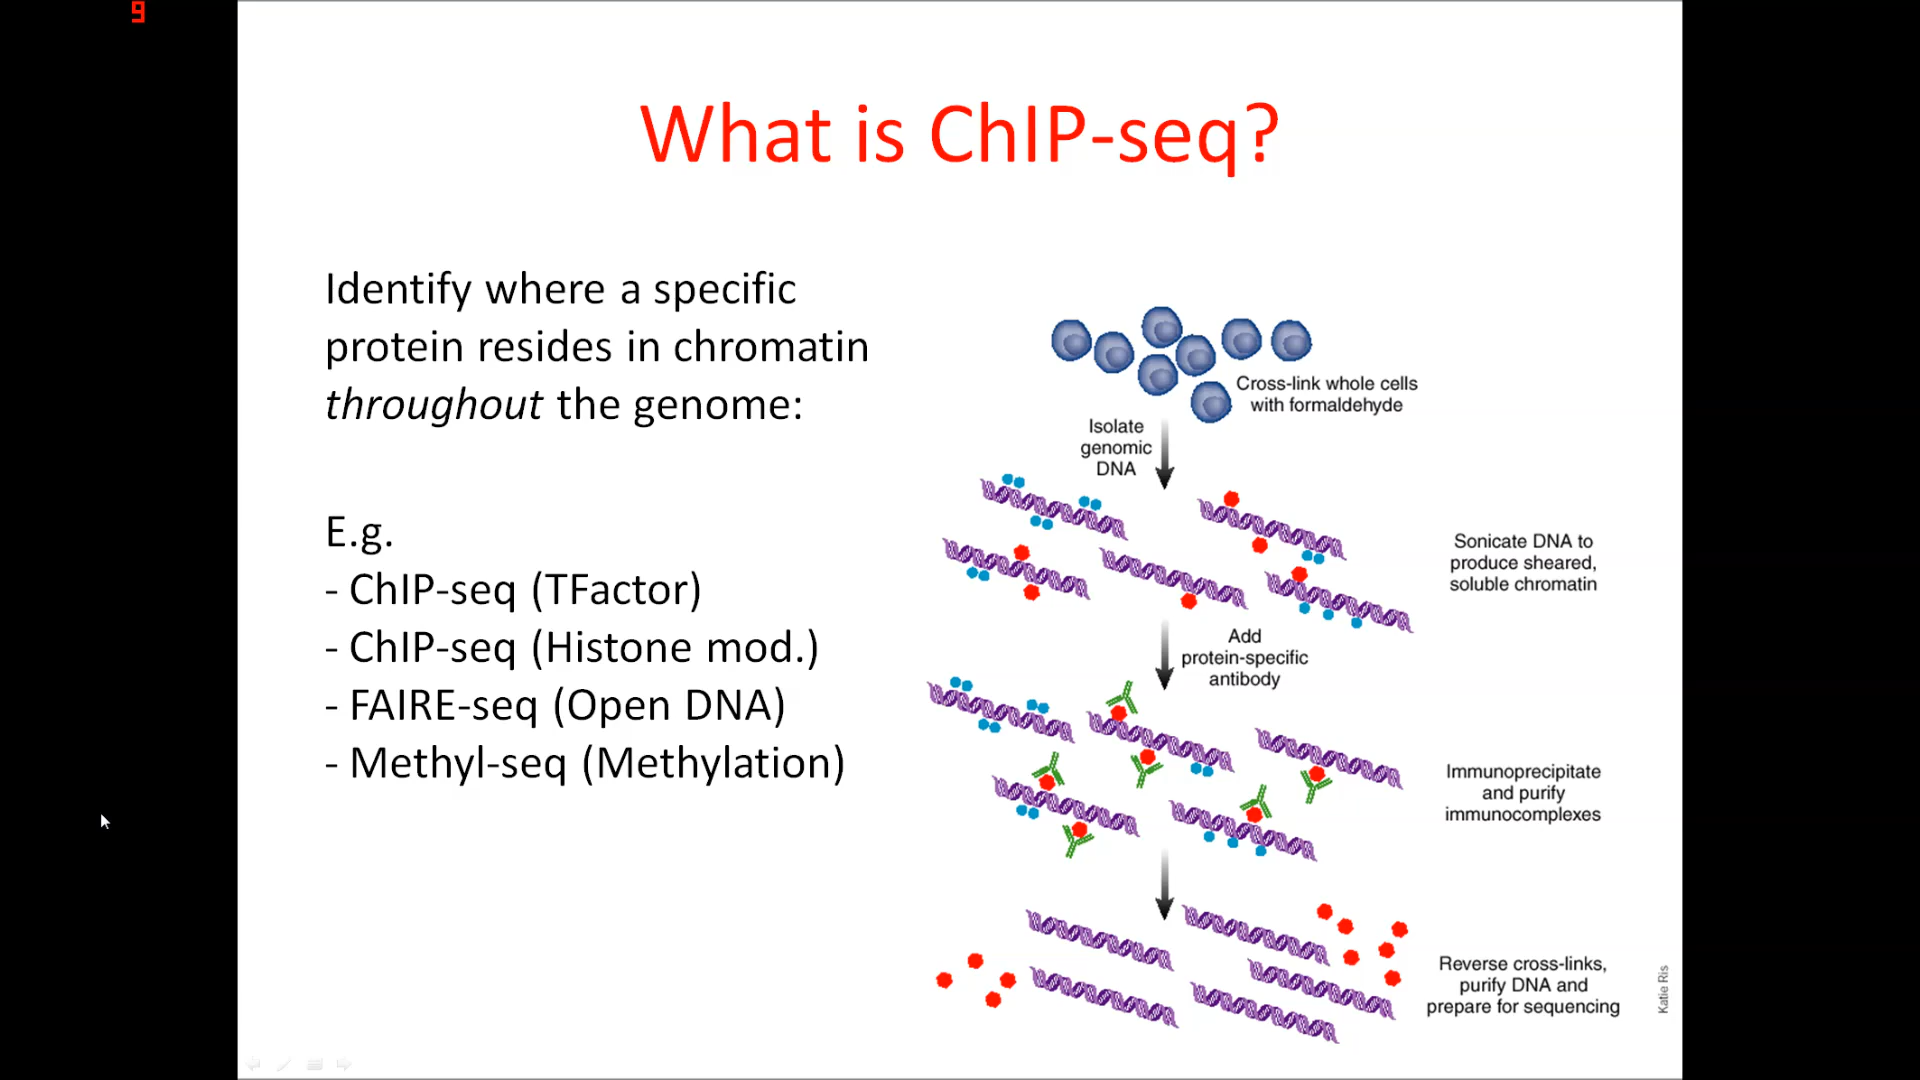 9
What is ChIP-seq?
Identify where a specific
protein resides in chromatin
throughout the genome:
E.g.
- ChIP-seq (TFactor)
- ChIP-seq (Histone mod.)
- FAIRE-seq (Open DNA)
- Methyl-seq (Methylation)
Cross-link whole cells
with formaldehyde
Isolate
genomic
DNA
Sonicate DNA to
produce sheared,
soluble chromatin
Add
protein-specific
antibody
Immunoprecipitate
and purify
immunocomplexes
Reverse cross-links,
purify DNA and
prepare for sequencing
Katie Ris